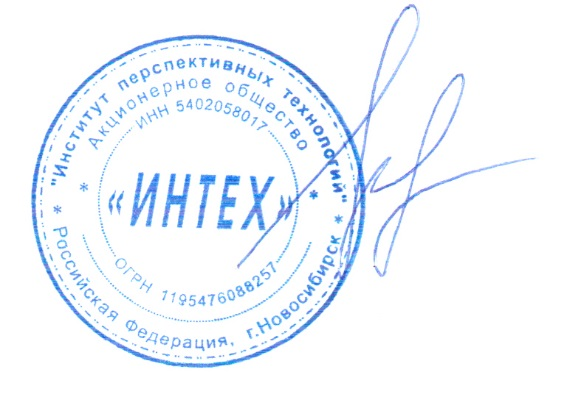 * "Институт перспективных технологий" *
Российская Федерация, г.Новосибирск
* Акционерное общество *
ИНН 5402058017
«ИНТЕХ»
ОГРН 1195476088257